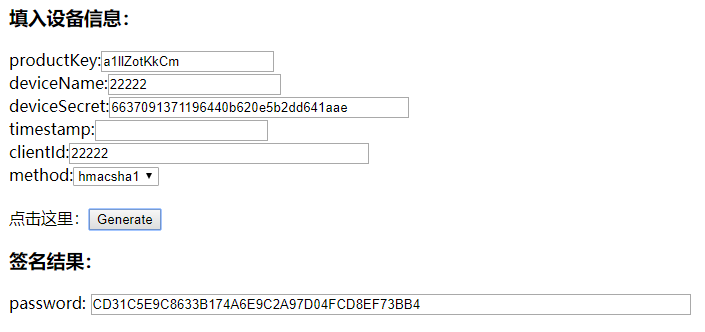 填入设备信息：
productKey:a1IlZotKkCm
deviceName:22222
deviceSecret:6637091371196440b620e5b2dd641aae
timestamp:
clientId:22222
method:hmacsha1
点击这里：Generate
签名结果：
password: CD31C5E9C8633B174A6E9C2A97D04FCD8EF73BB4